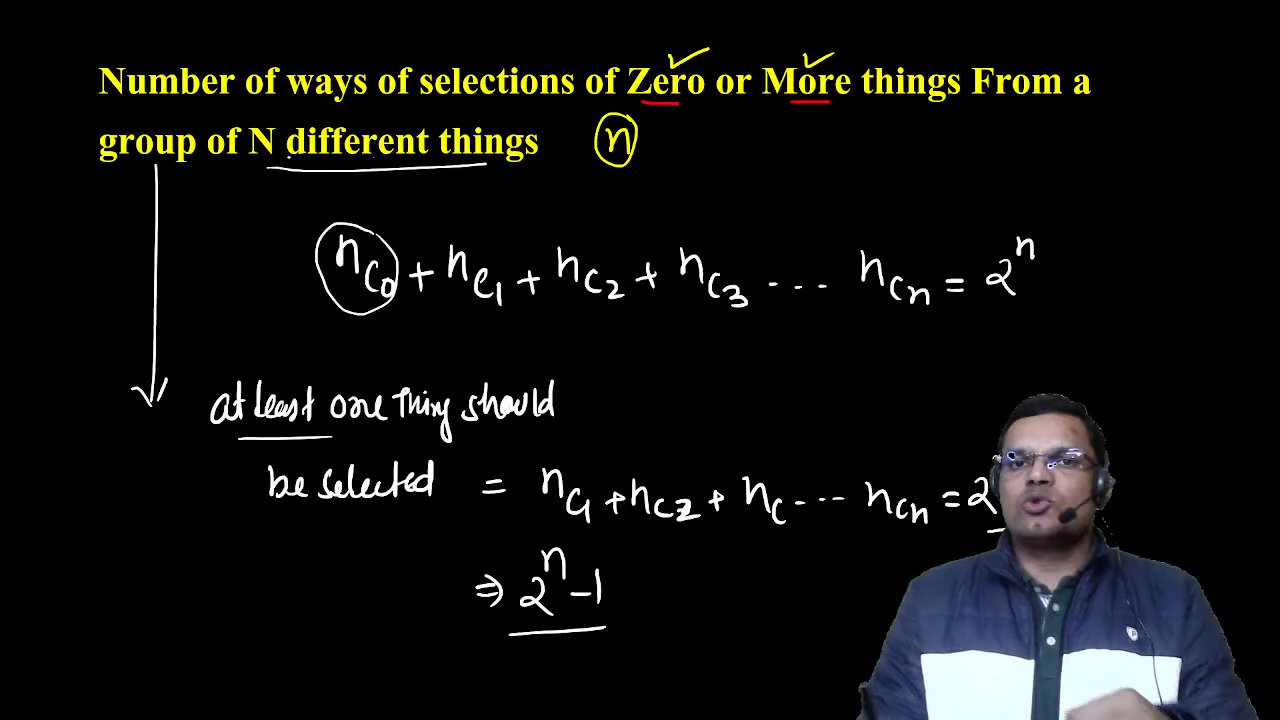 Number of ways of selections of Zero or More things From a
group of N different things n
nC0 + nC1 + nC2 + nC3 .... nCn = 2^n
at least one thing should
be selected = nC1 + nC2 + nC .... nCn = 2
⇒ 2^n - 1